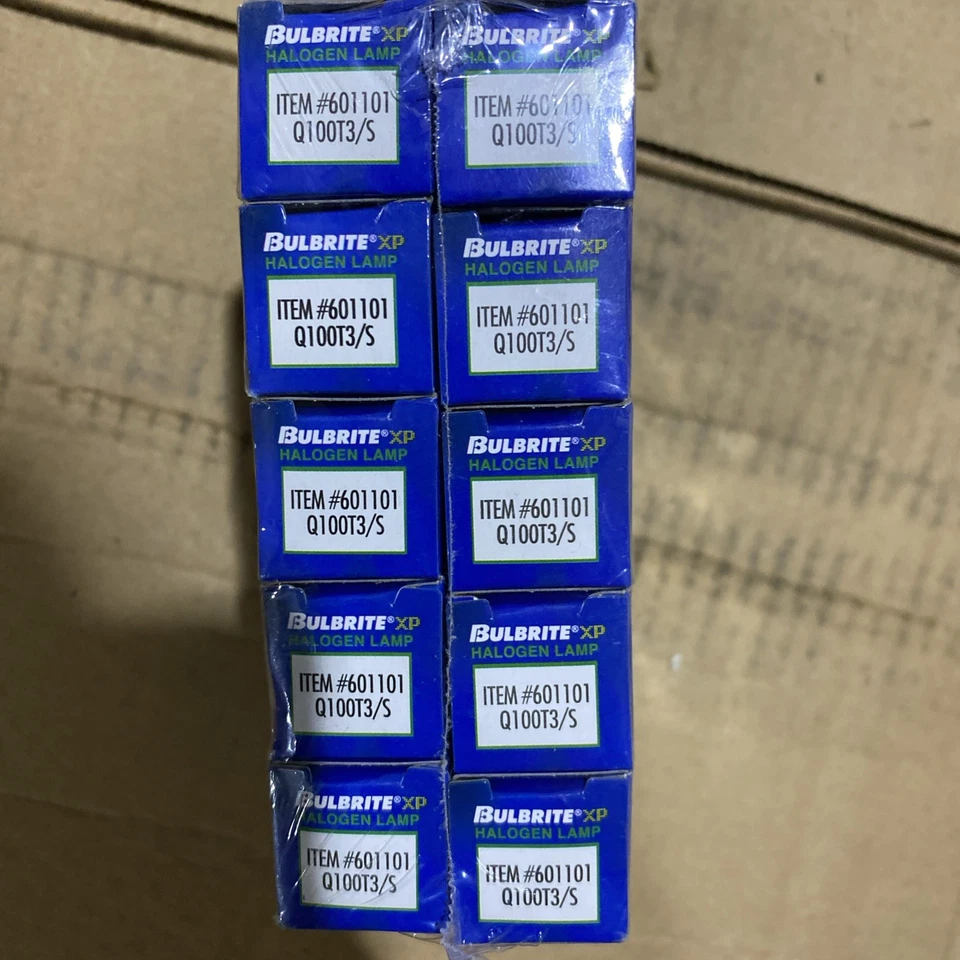 BULBRITE® XP
HALOGEN LAMP
ITEM #601101
Q100T3/S
BULBRITE® XP
HALOGEN LAMP
ITEM #601101
Q100T3/S
BULBRITE® XP
HALOGEN LAMP
ITEM #601101
Q100T3/S
BULBRITE® XP
HALOGEN LAMP
ITEM #601101
Q100T3/S
BULBRITE® XP
HALOGEN LAMP
ITEM #601101
Q100T3/S
BULBRITE® XP
HALOGEN LAMP
ITEM #601101
Q100T3/S
BULBRITE® XP
HALOGEN LAMP
ITEM #601101
Q100T3/S
BULBRITE® XP
HALOGEN LAMP
ITEM #601101
Q100T3/S
BULBRITE® XP
HALOGEN LAMP
ITEM #601101
Q100T3/S
BULBRITE® XP
HALOGEN LAMP
ITEM #601101
Q100T3/S